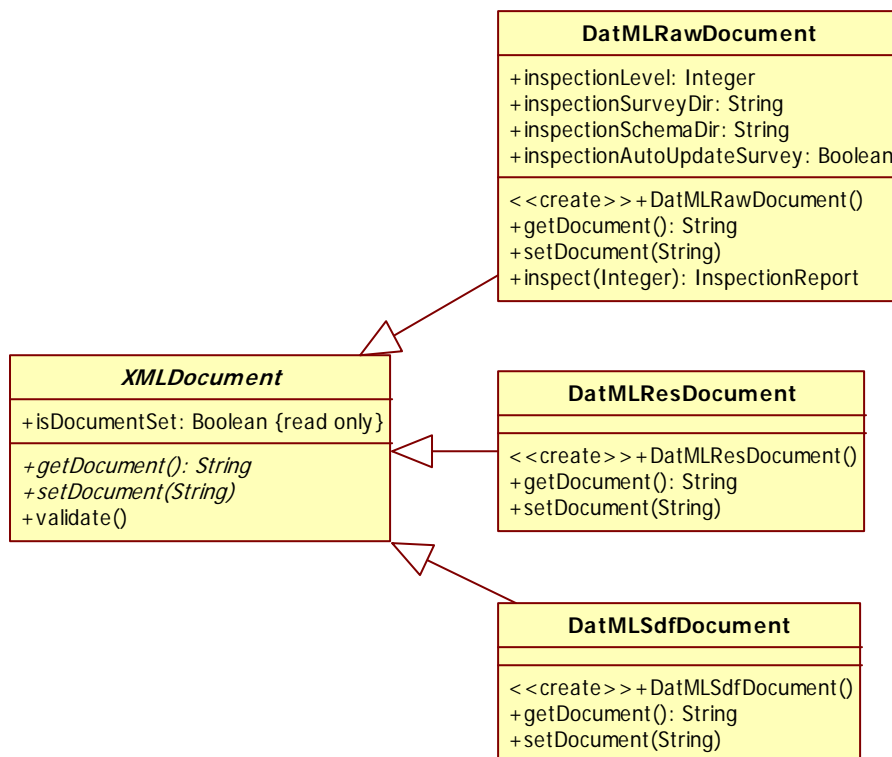 DatMLRawDocument
+inspectionLevel: Integer
+inspectionSurveyDir: String
+inspectionSchemaDir: String
+inspectionAutoUpdateSurvey: Boolean
<<create>>+DatMLRawDocument()
+getDocument(): String
+setDocument(String)
+inspect(Integer): InspectionReport
XMLDocument
+isDocumentSet: Boolean {read only}
+getDocument(): String
+setDocument(String)
+validate()
DatMLResDocument
<<create>>+DatMLResDocument()
+getDocument(): String
+setDocument(String)
DatMLSdfDocument
<<create>>+DatMLSdfDocument()
+getDocument(): String
+setDocument(String)